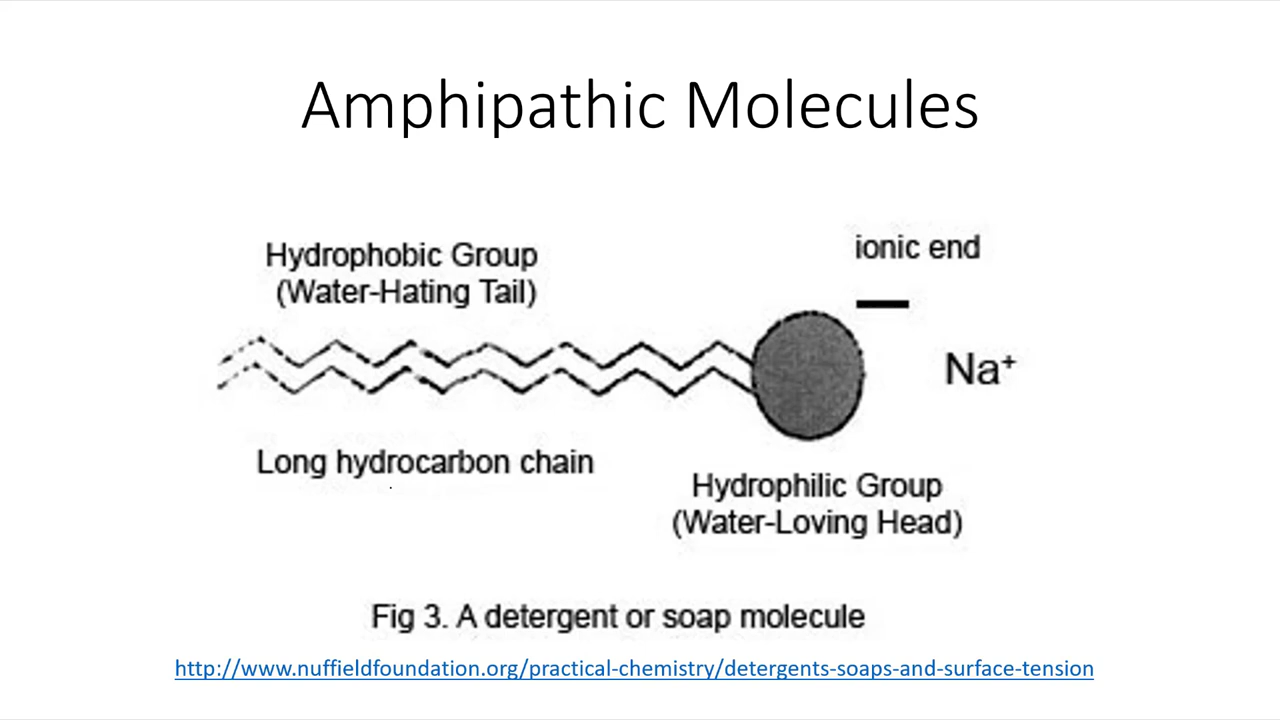 Amphipathic Molecules
Hydrophobic Group
(Water-Hating Tail)
ionic end
Na⁺
Long hydrocarbon chain
Hydrophilic Group
(Water-Loving Head)
Fig 3. A detergent or soap molecule
http://www.nuffieldfoundation.org/practical-chemistry/detergents-soaps-and-surface-tension